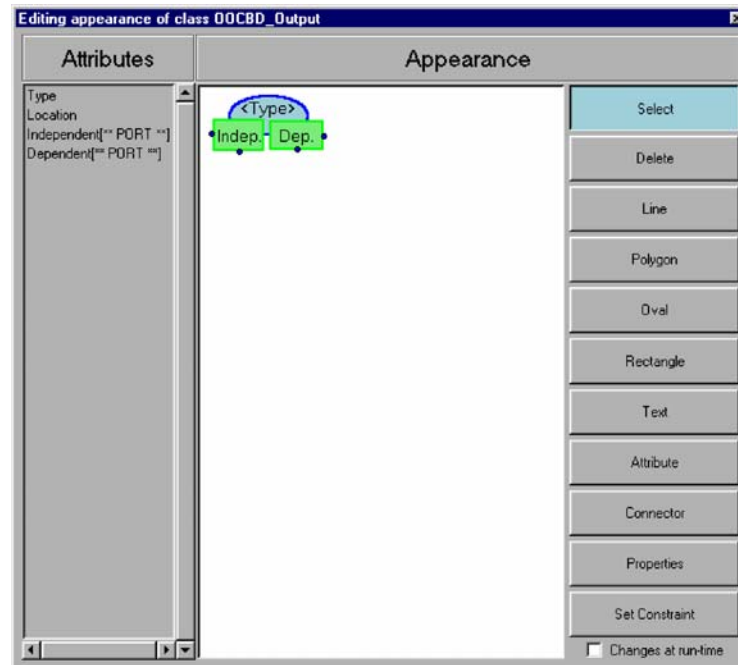 Editing appearance of class OOCBD_Output
Attributes
Appearance
Type
Location
Independent[** PORT **]
Dependent[** PORT **]
<Type>
Indep.
Dep.
Select
Delete
Line
Polygon
Oval
Rectangle
Text
Attribute
Connector
Properties
Set Constraint
Changes at run-time